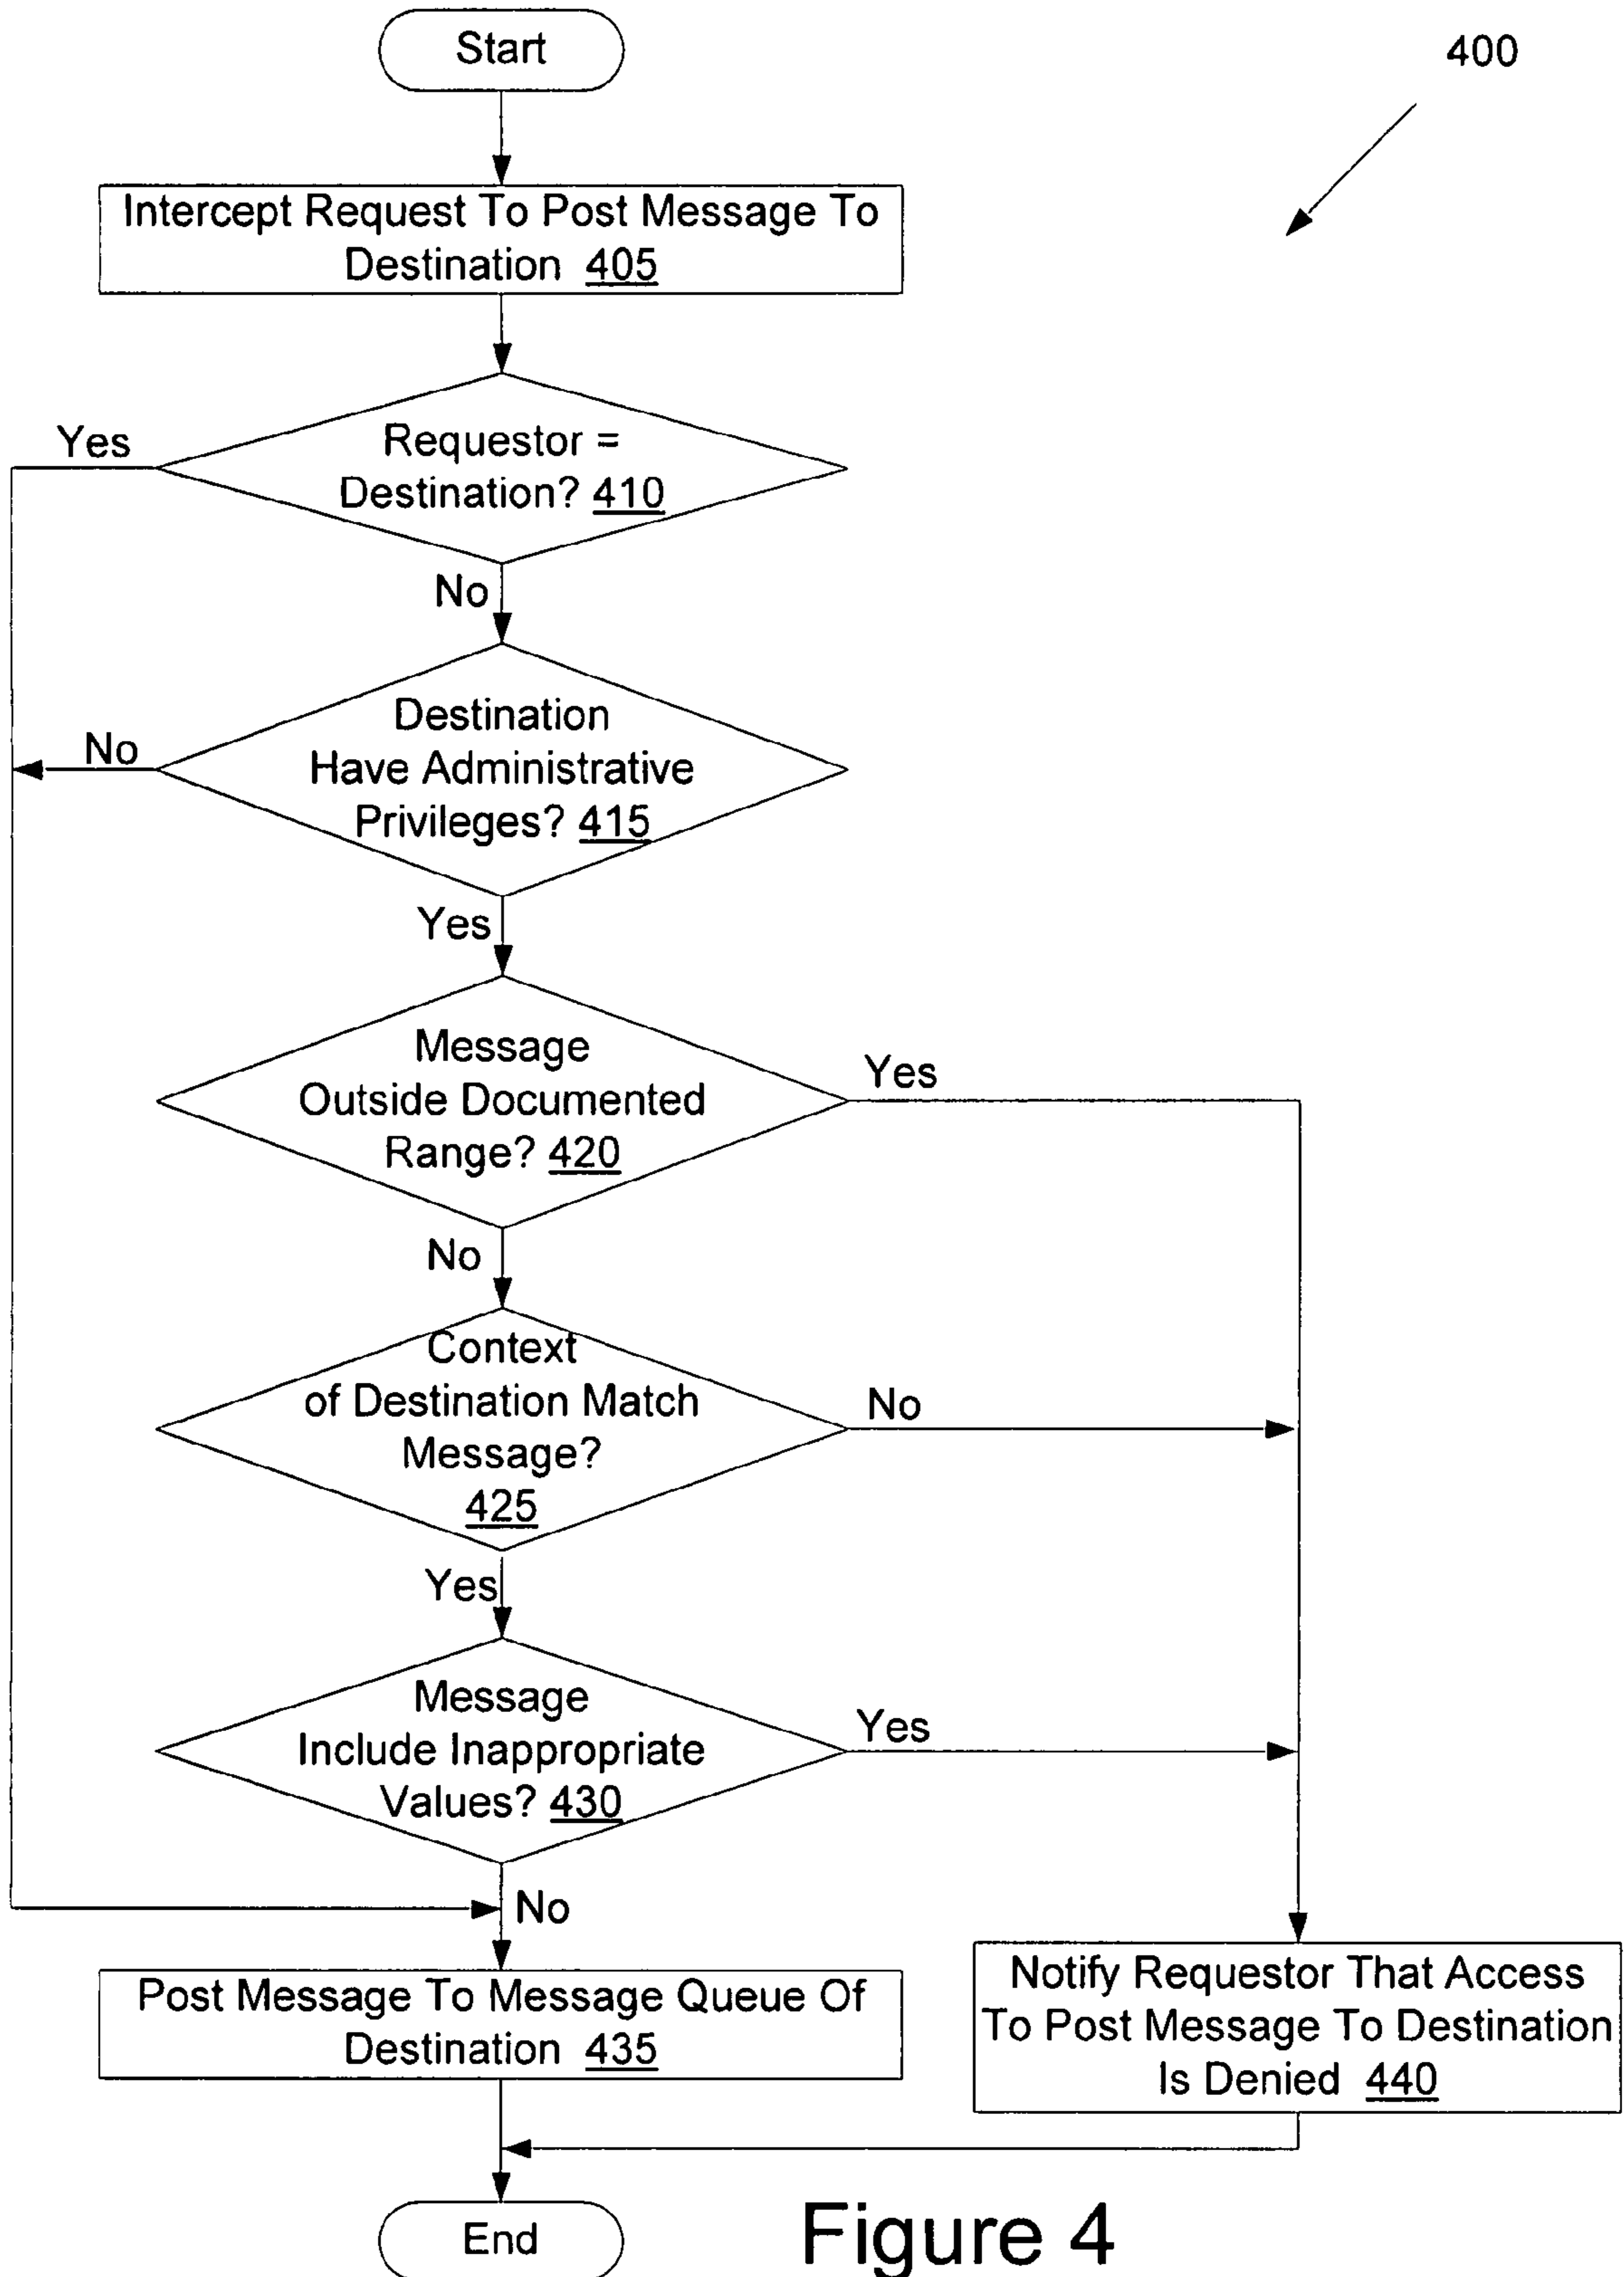 Start
400
Intercept Request To Post Message To
Destination 405
Yes
Requestor =
Destination? 410
No
Destination
Have Administrative
Privileges? 415
No
Yes
Message
Outside Documented
Range? 420
Yes
No
Context
of Destination Match
Message?
425
No
Yes
Message
Include Inappropriate
Values? 430
Yes
No
Post Message To Message Queue Of
Destination 435
Notify Requestor That Access
To Post Message To Destination
Is Denied 440
End
Figure 4